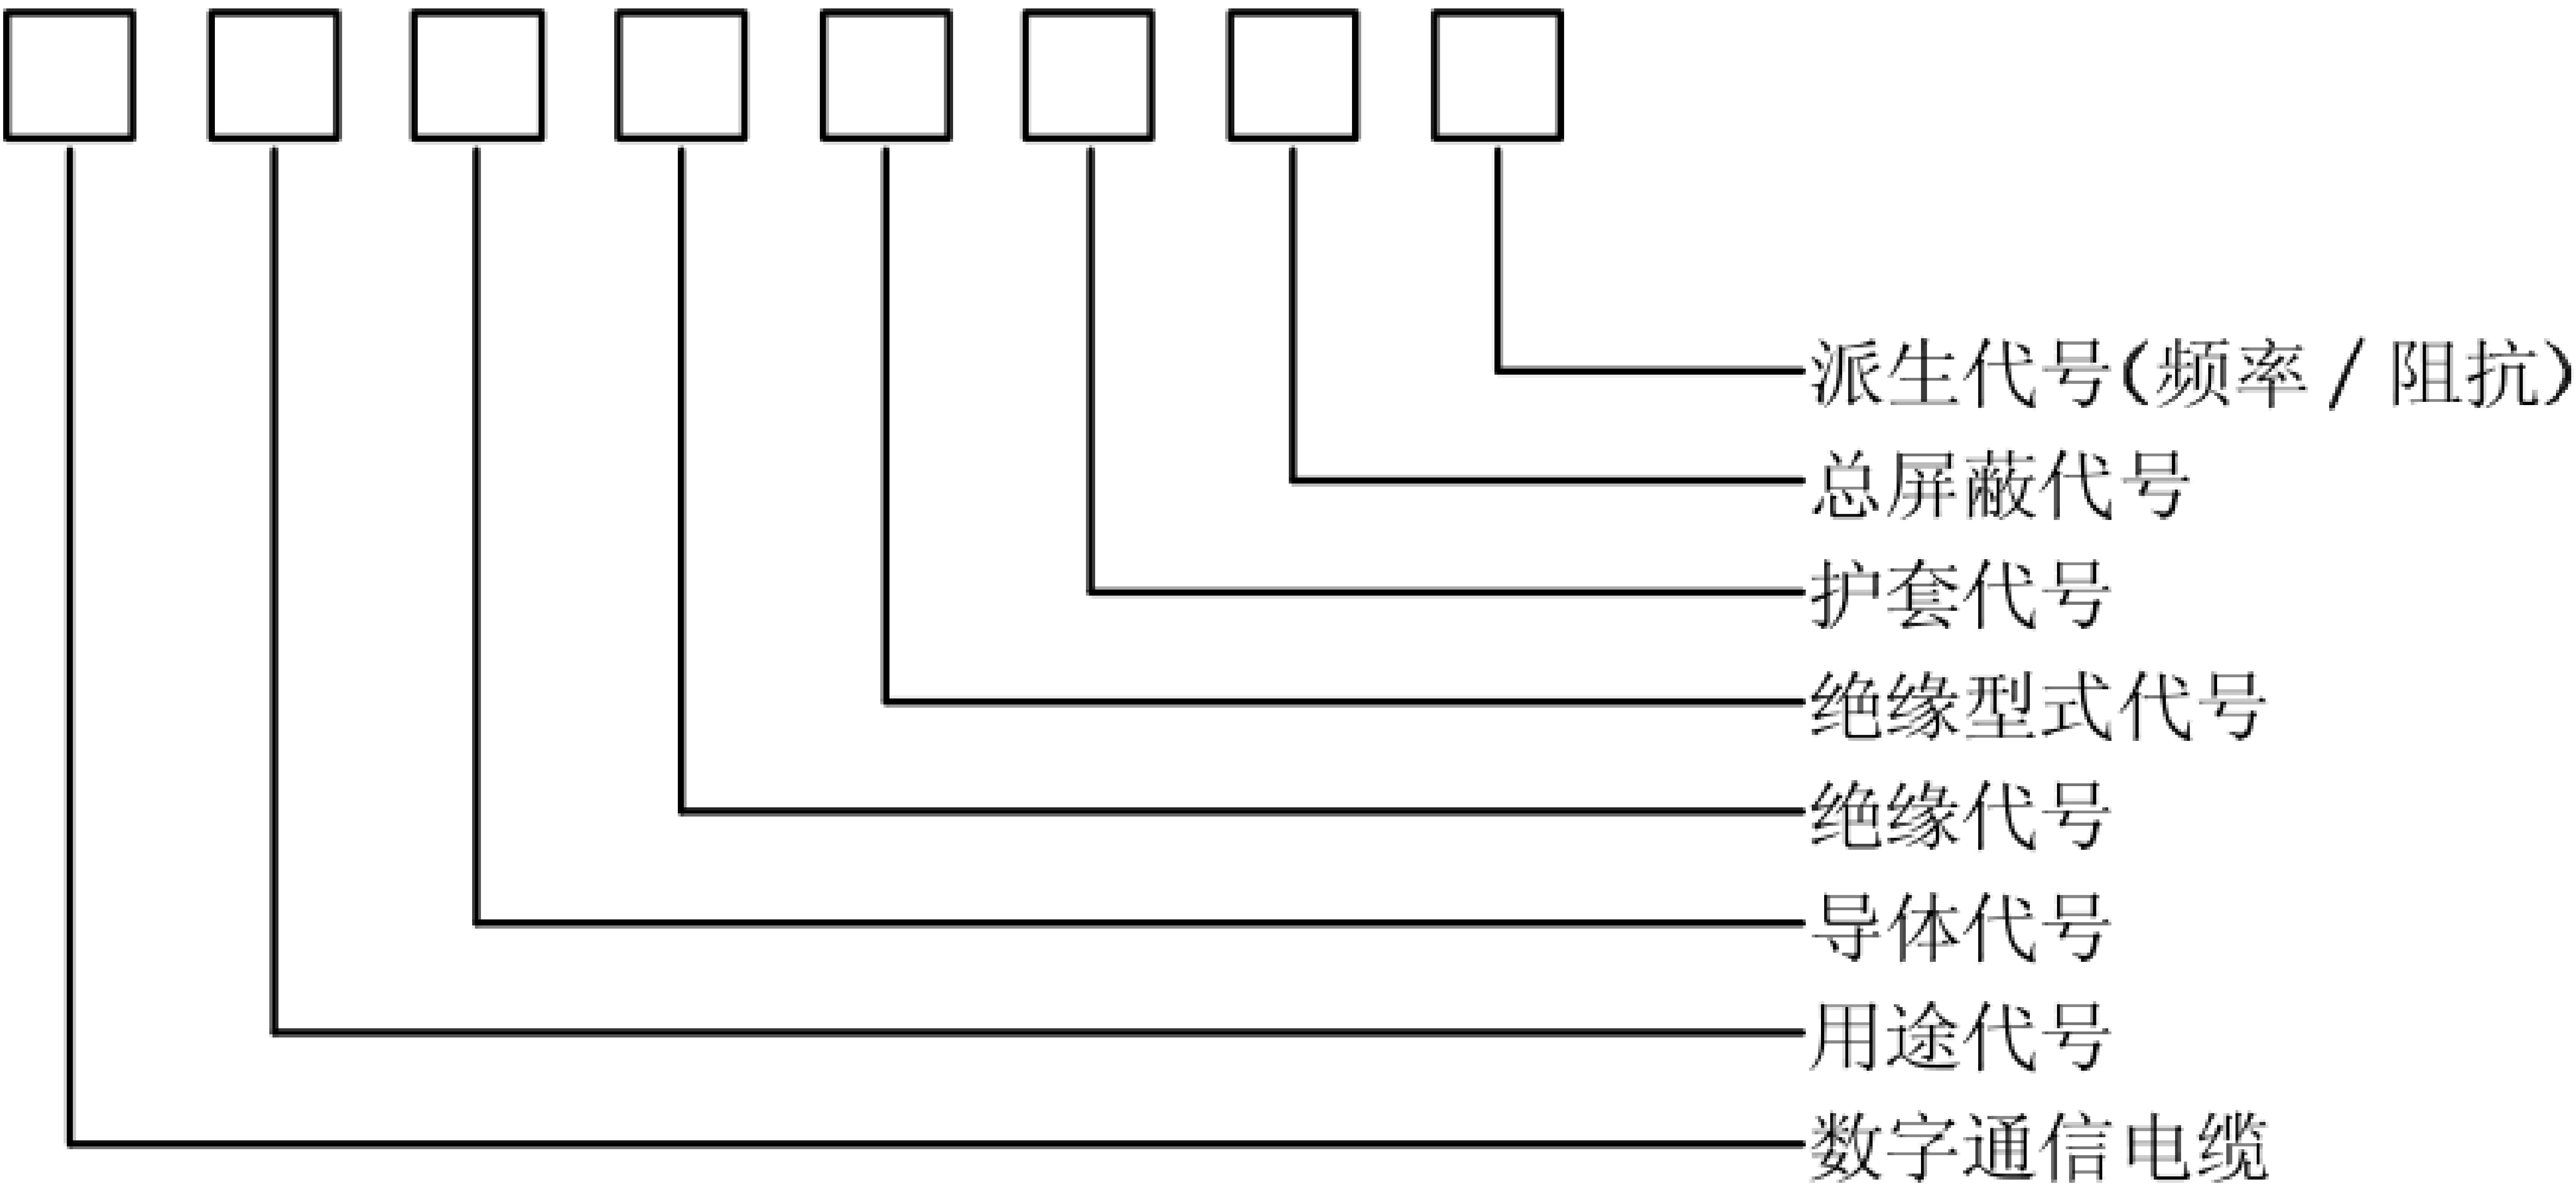 派生代号(频率/阻抗)
总屏蔽代号
护套代号
绝缘型式代号
绝缘代号
导体代号
用途代号
数字通信电缆